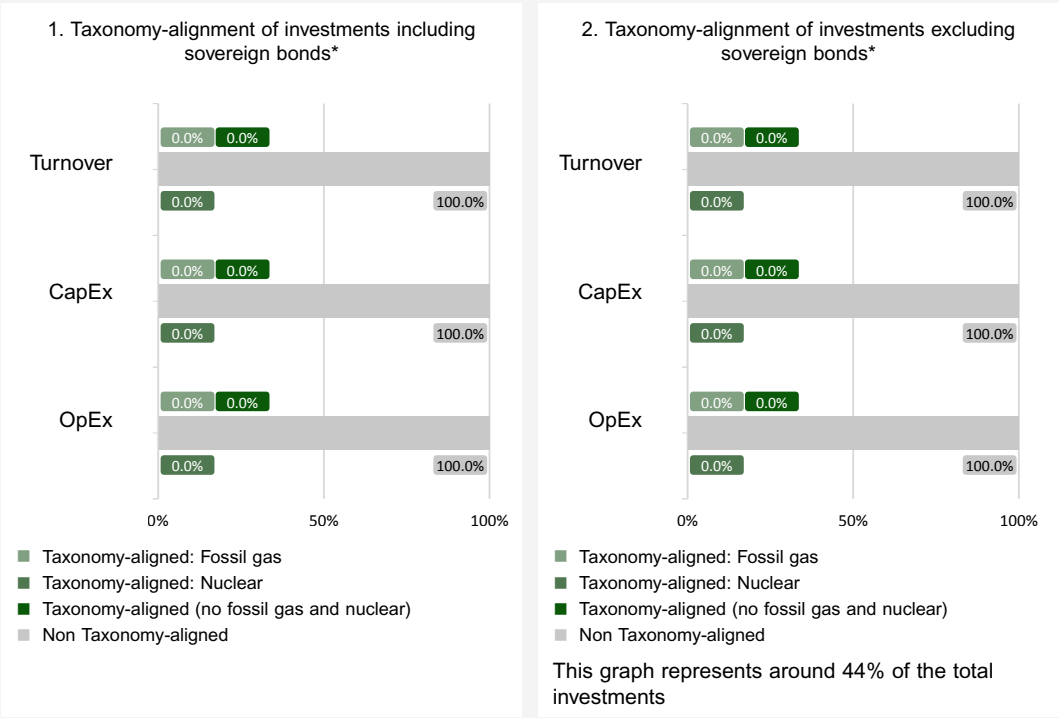 1. Taxonomy-alignment of investments including
sovereign bonds*
Turnover
0.0% 0.0%
0.0% 100.0%
CapEx
0.0% 0.0%
0.0% 100.0%
OpEx
0.0% 0.0%
0.0% 100.0%
0% 50% 100%
Taxonomy-aligned: Fossil gas
Taxonomy-aligned: Nuclear
Taxonomy-aligned (no fossil gas and nuclear)
Non Taxonomy-aligned
2. Taxonomy-alignment of investments excluding
sovereign bonds*
Turnover
0.0% 0.0%
0.0% 100.0%
CapEx
0.0% 0.0%
0.0% 100.0%
OpEx
0.0% 0.0%
0.0% 100.0%
0% 50% 100%
Taxonomy-aligned: Fossil gas
Taxonomy-aligned: Nuclear
Taxonomy-aligned (no fossil gas and nuclear)
Non Taxonomy-aligned
This graph represents around 44% of the total
investments